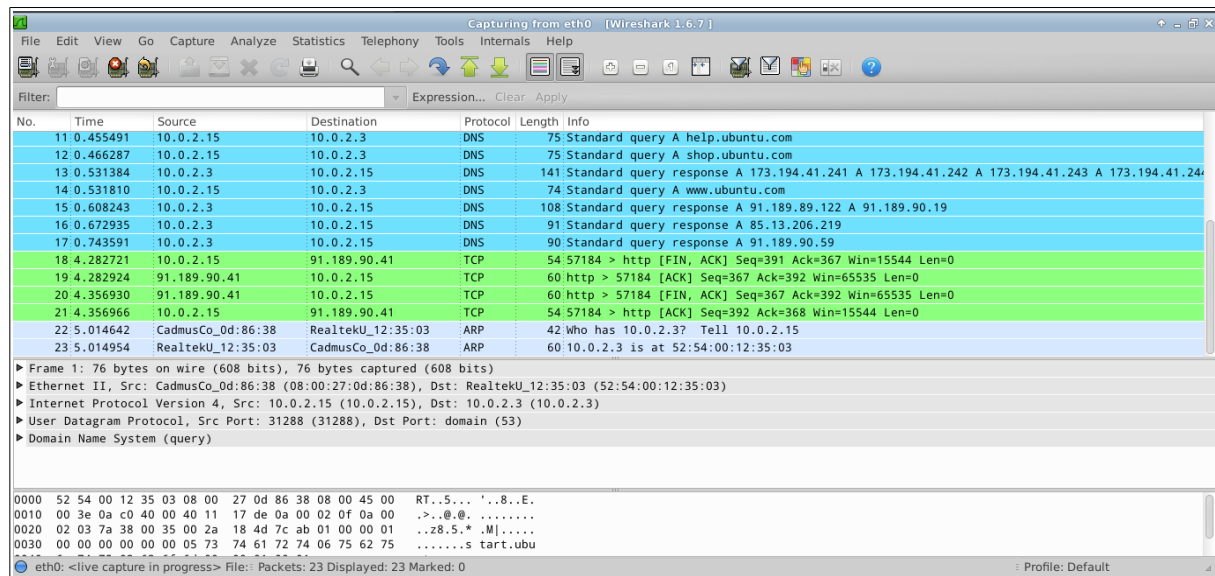 Capturing from eth0 [Wireshark 1.6.7 ]
File Edit View Go Capture Analyze Statistics Telephony Tools Internals Help
Filter: Expression... Clear Apply
No. Time Source Destination Protocol Length Info
11 0.455491 10.0.2.15 10.0.2.3 DNS 75 Standard query A help.ubuntu.com
12 0.466287 10.0.2.15 10.0.2.3 DNS 75 Standard query A shop.ubuntu.com
13 0.531384 10.0.2.3 10.0.2.15 DNS 141 Standard query response A 173.194.41.241 A 173.194.41.242 A 173.194.41.243 A 173.194.41.244
14 0.531810 10.0.2.15 10.0.2.3 DNS 74 Standard query A www.ubuntu.com
15 0.608243 10.0.2.3 10.0.2.15 DNS 108 Standard query response A 91.189.89.122 A 91.189.90.19
16 0.672935 10.0.2.3 10.0.2.15 DNS 91 Standard query response A 85.13.206.219
17 0.743591 10.0.2.3 10.0.2.15 DNS 90 Standard query response A 91.189.90.59
18 4.282721 10.0.2.15 91.189.90.41 TCP 54 57184 > http [FIN, ACK] Seq=391 Ack=367 Win=15544 Len=0
19 4.282924 91.189.90.41 10.0.2.15 TCP 60 http > 57184 [ACK] Seq=367 Ack=392 Win=65535 Len=0
20 4.356930 91.189.90.41 10.0.2.15 TCP 60 http > 57184 [FIN, ACK] Seq=367 Ack=392 Win=65535 Len=0
21 4.356966 10.0.2.15 91.189.90.41 TCP 54 57184 > http [ACK] Seq=392 Ack=368 Win=15544 Len=0
22 5.014642 CadmusCo_0d:86:38 RealtekU_12:35:03 ARP 42 Who has 10.0.2.3? Tell 10.0.2.15
23 5.014954 RealtekU_12:35:03 CadmusCo_0d:86:38 ARP 60 10.0.2.3 is at 52:54:00:12:35:03
Frame 1: 76 bytes on wire (608 bits), 76 bytes captured (608 bits)
Ethernet II, Src: CadmusCo_0d:86:38 (08:00:27:0d:86:38), Dst: RealtekU_12:35:03 (52:54:00:12:35:03)
Internet Protocol Version 4, Src: 10.0.2.15 (10.0.2.15), Dst: 10.0.2.3 (10.0.2.3)
User Datagram Protocol, Src Port: 31288 (31288), Dst Port: domain (53)
Domain Name System (query)
0000 52 54 00 12 35 03 08 00 27 0d 86 38 08 00 45 00 RT..5... '..8..E.
0010 00 3e 0a c0 40 00 40 11 17 de 0a 00 02 0f 0a 00 .>..@.@. ........
0020 02 03 7a 38 00 35 00 2a 18 4d 7c ab 01 00 00 01 ..z8.5.* .M|.....
0030 00 00 00 00 00 00 05 73 74 61 72 74 06 75 62 75 .......s tart.ubu
eth0: <live capture in progress> File: Packets: 23 Displayed: 23 Marked: 0 Profile: Default